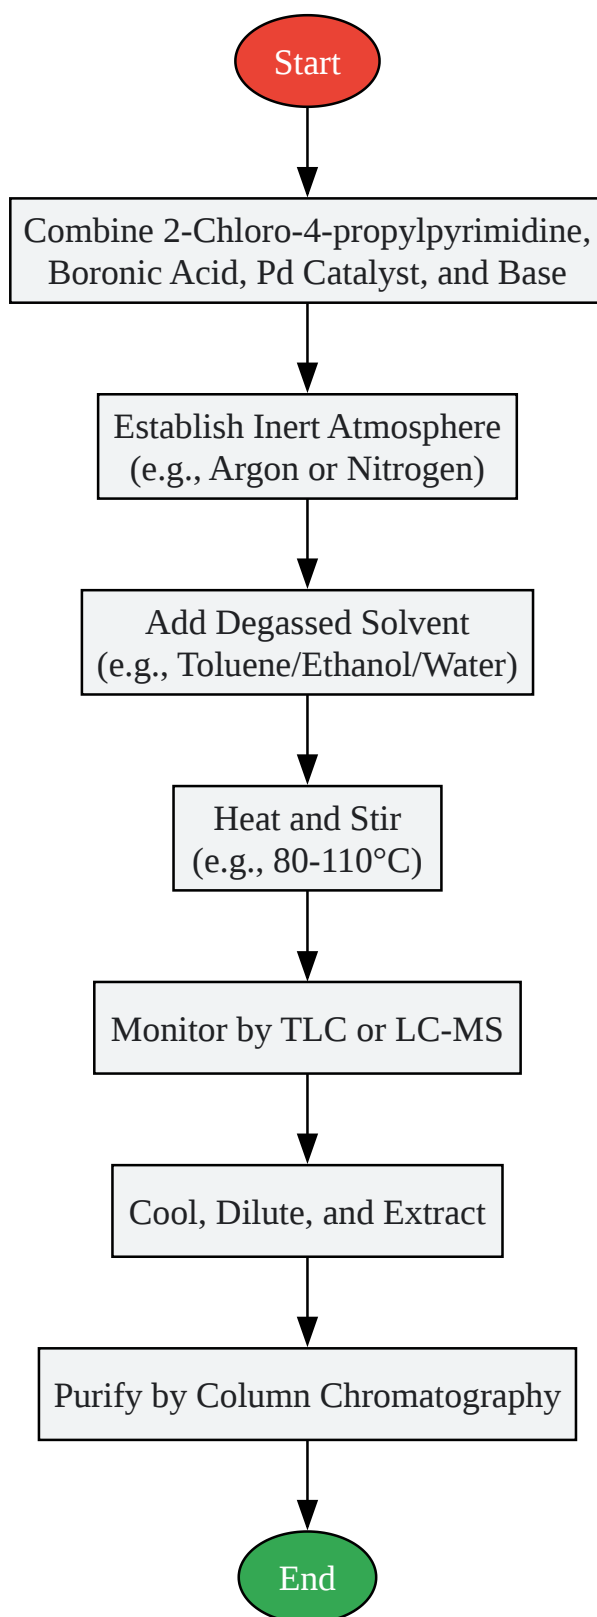 Start
Combine 2-Chloro-4-propylpyrimidine,
Boronic Acid, Pd Catalyst, and Base
Establish Inert Atmosphere
(e.g., Argon or Nitrogen)
Add Degassed Solvent
(e.g., Toluene/Ethanol/Water)
Heat and Stir
(e.g., 80-110°C)
Monitor by TLC or LC-MS
Cool, Dilute, and Extract
Purify by Column Chromatography
End